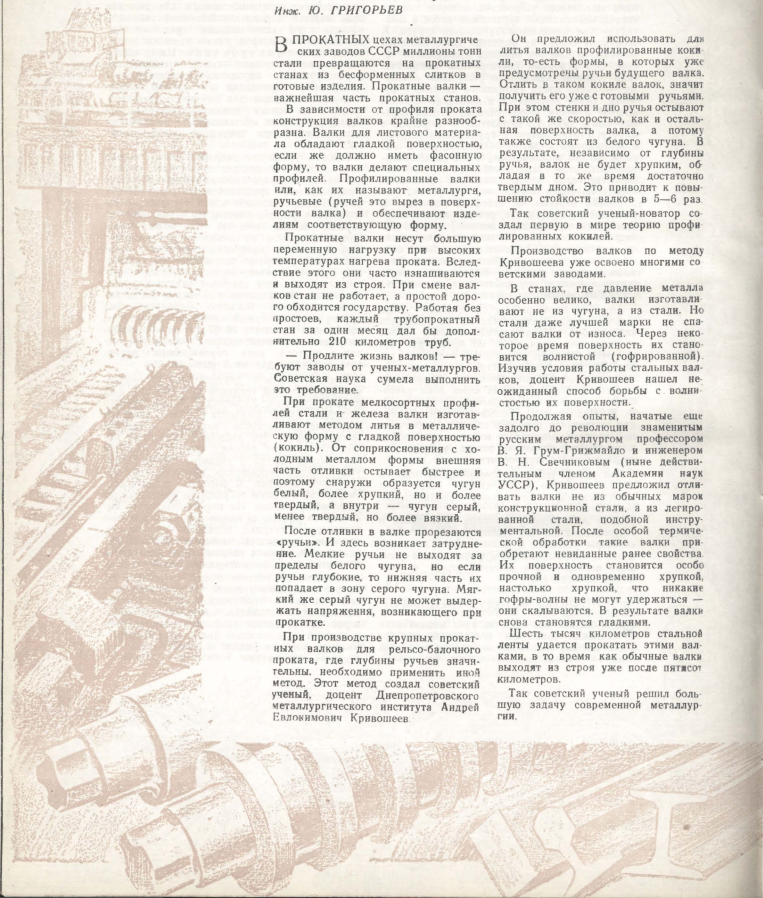 Инж. Ю. ГРИГОРЬЕВ
В ПРОКАТНЫХ цехах металлургиче
ских заводов СССР миллионы тонн
стали превращаются на прокатных
станах из бесформенных слитков в
готовые изделия. Прокатные валки —
важнейшая часть прокатных станов.
В зависимости от профиля проката
конструкция валков крайне разнооб-
разна. Валки для листового материа-
ла обладают гладкой поверхностью,
если же должно иметь фасонную
форму, то валки делают специальных
профилей. Профилированные валки
или, как их называют металлурги,
ручьевые (ручей это вырез в поверх-
ности валка) и обеспечивают изде-
лиям соответствующую форму.
Прокатные валки несут большую
переменную нагрузку при высоких
температурах нагрева проката. Вслед-
ствие этого они часто изнашиваются
и выходят из строя. При смене вал-
ков стан не работает, а простой доро-
го обходится государству. Работая без
простоев, каждый трубопрокатный
стан за один месяц дал бы допол-
нительно 210 километров труб.
— Продлите жизнь валков! — тре-
буют заводы от ученых-металлургов.
Советская наука сумела выполнить
это требование.
При прокате мелкосортных профи-
лей стали и железа валки изготав-
ливают методом литья в металличе-
скую форму с гладкой поверхностью
(кокиль). От соприкосновения с хо-
лодным металлом формы внешняя
часть отливки остывает быстрее и
поэтому снаружи образуется чугун
белый, более хрупкий, но и более
твердый, а внутри — чугун серый,
менее твердый, но более вязкий.
После отливки в валке прорезаются
«ручьи». И здесь возникает затрудне-
ние. Мелкие ручьи не выходят за
пределы белого чугуна, но если
ручьи глубокие, то нижняя часть их
попадает в зону серого чугуна. Мяг-
кий же серый чугун не может выдер-
жать напряжения, возникающего при
прокатке.
При производстве крупных прокат-
ных валков для рельсо-балочного
проката, где глубины ручьев значи-
тельны, необходимо применить иной
метод. Этот метод создал советский
ученый, доцент Днепропетровского
металлургического института Андрей
Евдокимович Кривошеев
Он предложил использовать для
литья валков профилированные коки-
ли, то-есть формы, в которых уже
предусмотрены ручьи будущего валка.
Отлить в таком кокиле валок, значит
получить его уже с готовыми ручьями.
При этом стенки и дно ручья остывают
с такой же скоростью, как и осталь-
ная поверхность валка, а потому
также состоят из белого чугуна. В
результате, независимо от глубины
ручья, валок не будет хрупким, об
ладая в то же время достаточно
твердым дном. Это приводит к повы-
шению стойкости валков в 5—6 раз.
Так советский ученый-новатор со-
здал первую в мире теорию профи-
лированных кокилей.
Производство валков по методу
Кривошеева уже освоено многими со
ветскими заводами.
В станах, где давление металла
особенно велико, валки изготавли-
вают не из чугуна, а из стали. Но
стали даже лучшей марки не спа-
сают валки от износа. Через неко-
торое время поверхность их стано-
вится волнистой (гофрированной).
Изучив условия работы стальных вал-
ков, доцент Кривошеев нашел не-
ожиданный способ борьбы с волни-
стостью их поверхности.
Продолжая опыты, начатые еще
задолго до революции знаменитым
русским металлургом профессором
В. Я. Грум-Грижмайло и инженером
В. Н. Свечниковым (ныне действи-
тельным членом Академии наук
УССР), Кривошеев предложил отли-
вать валки не из обычных марок
конструкционной стали, а из легиро-
ванной стали, подобной инстру-
ментальной. После особой термиче-
ской обработки такие валки при-
обретают невиданные ранее свойства.
Их поверхность становится особо
прочной и одновременно хрупкой,
настолько хрупкой, что никакие
гофры-волны не могут удержаться —
они скалываются. В результате валки
снова становятся гладкими.
Шесть тысяч километров стальной
ленты удается прокатать этими вал-
ками, в то время как обычные валки
выходят из строя уже после пятисот
километров.
Так советский ученый решил боль-
шую задачу современной металлур-
гии.